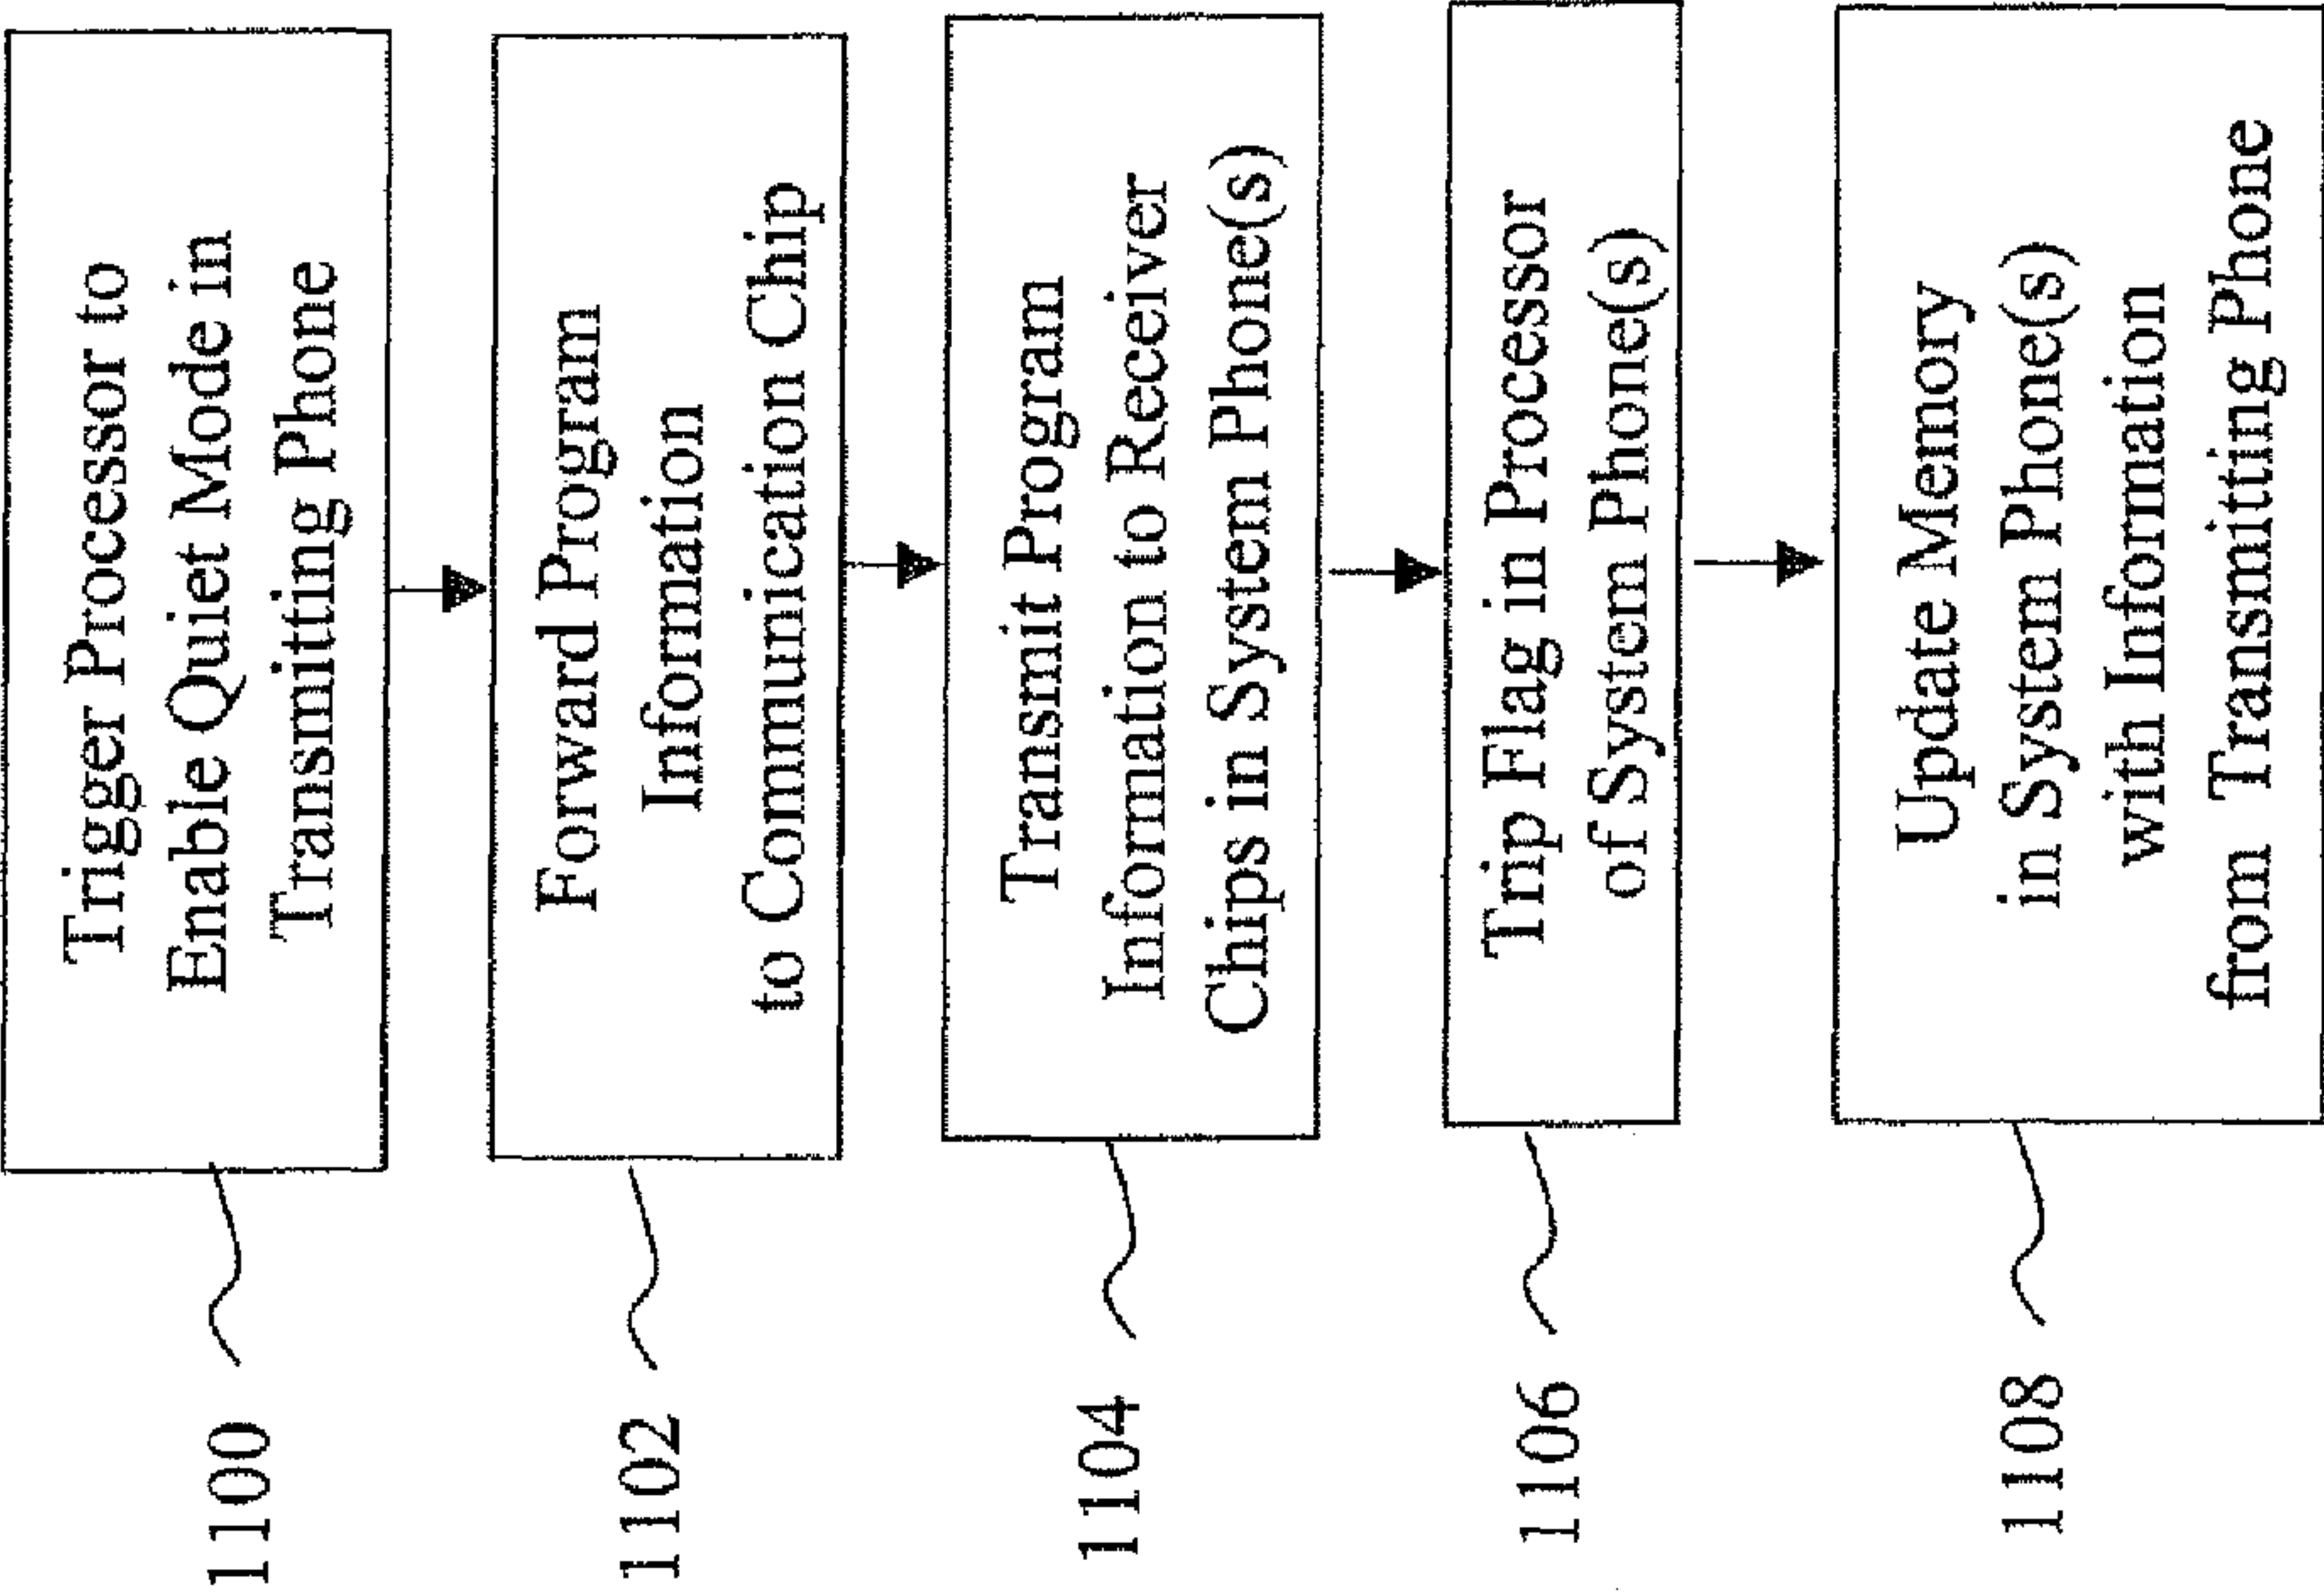 1100
Trigger Processor to
Enable Quiet Mode in
Transmitting Phone
1102
Forward Program
Information
to Communication Chip
1104
Transmit Program
Information to Receiver
Chips in System Phone(s)
1106
Trip Flag in Processor
of System Phone(s)
1108
Update Memory
in System Phone(s)
with Information
from Transmitting Phone